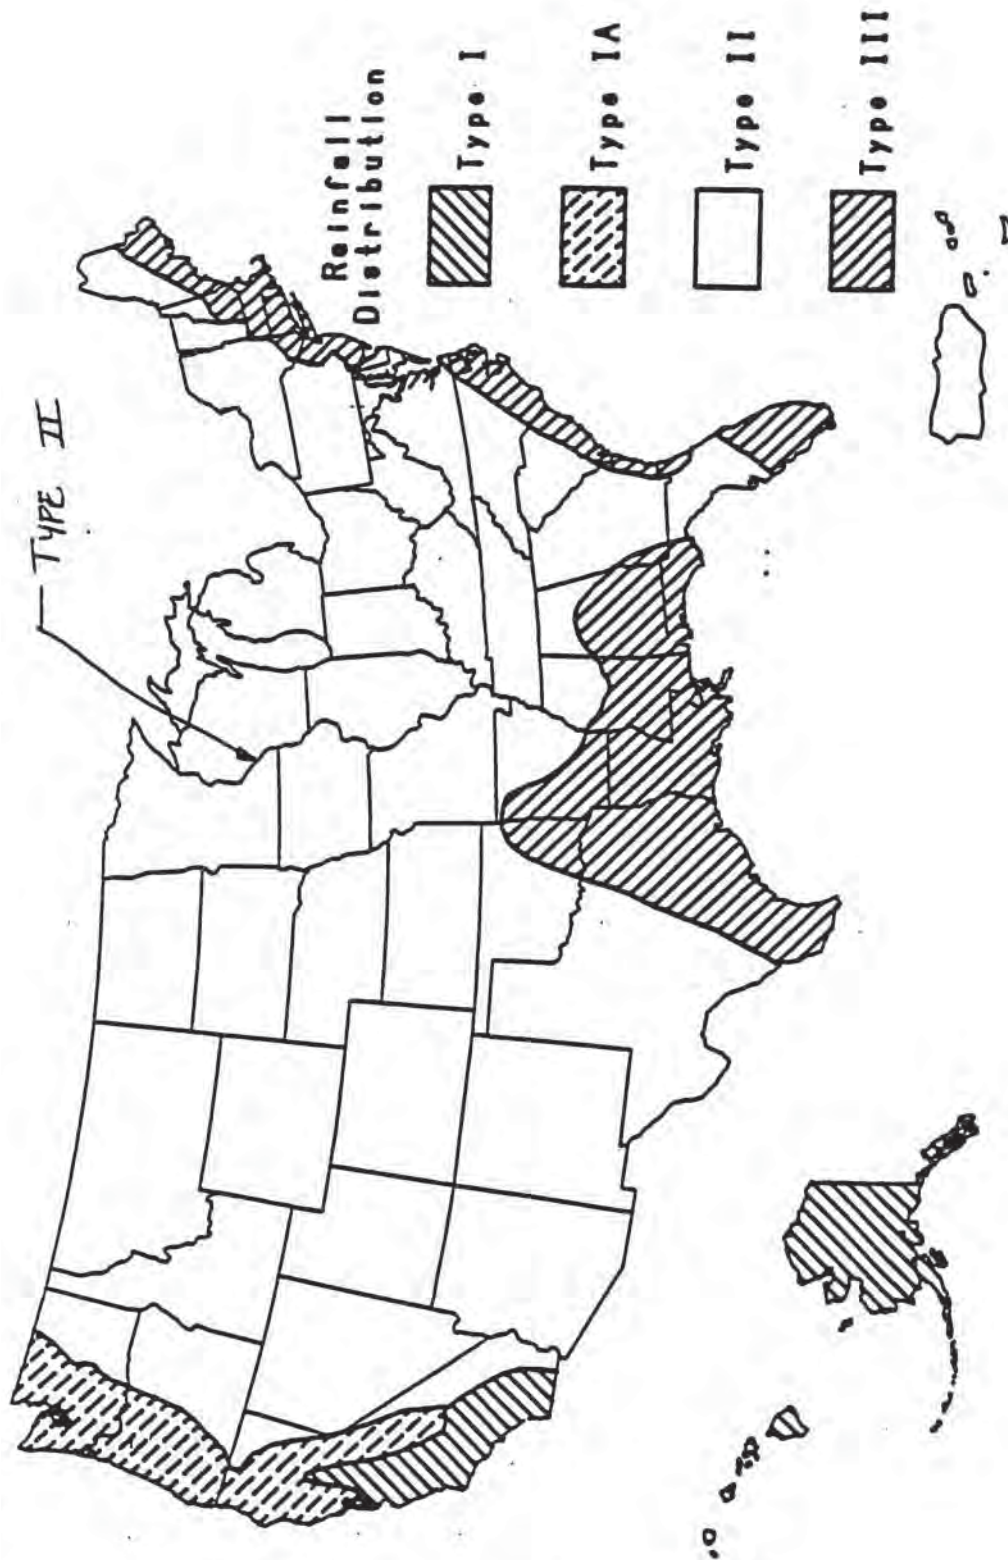 TYPE II
Rainfall
Distribution
Type I
Type IA
Type II
Type III